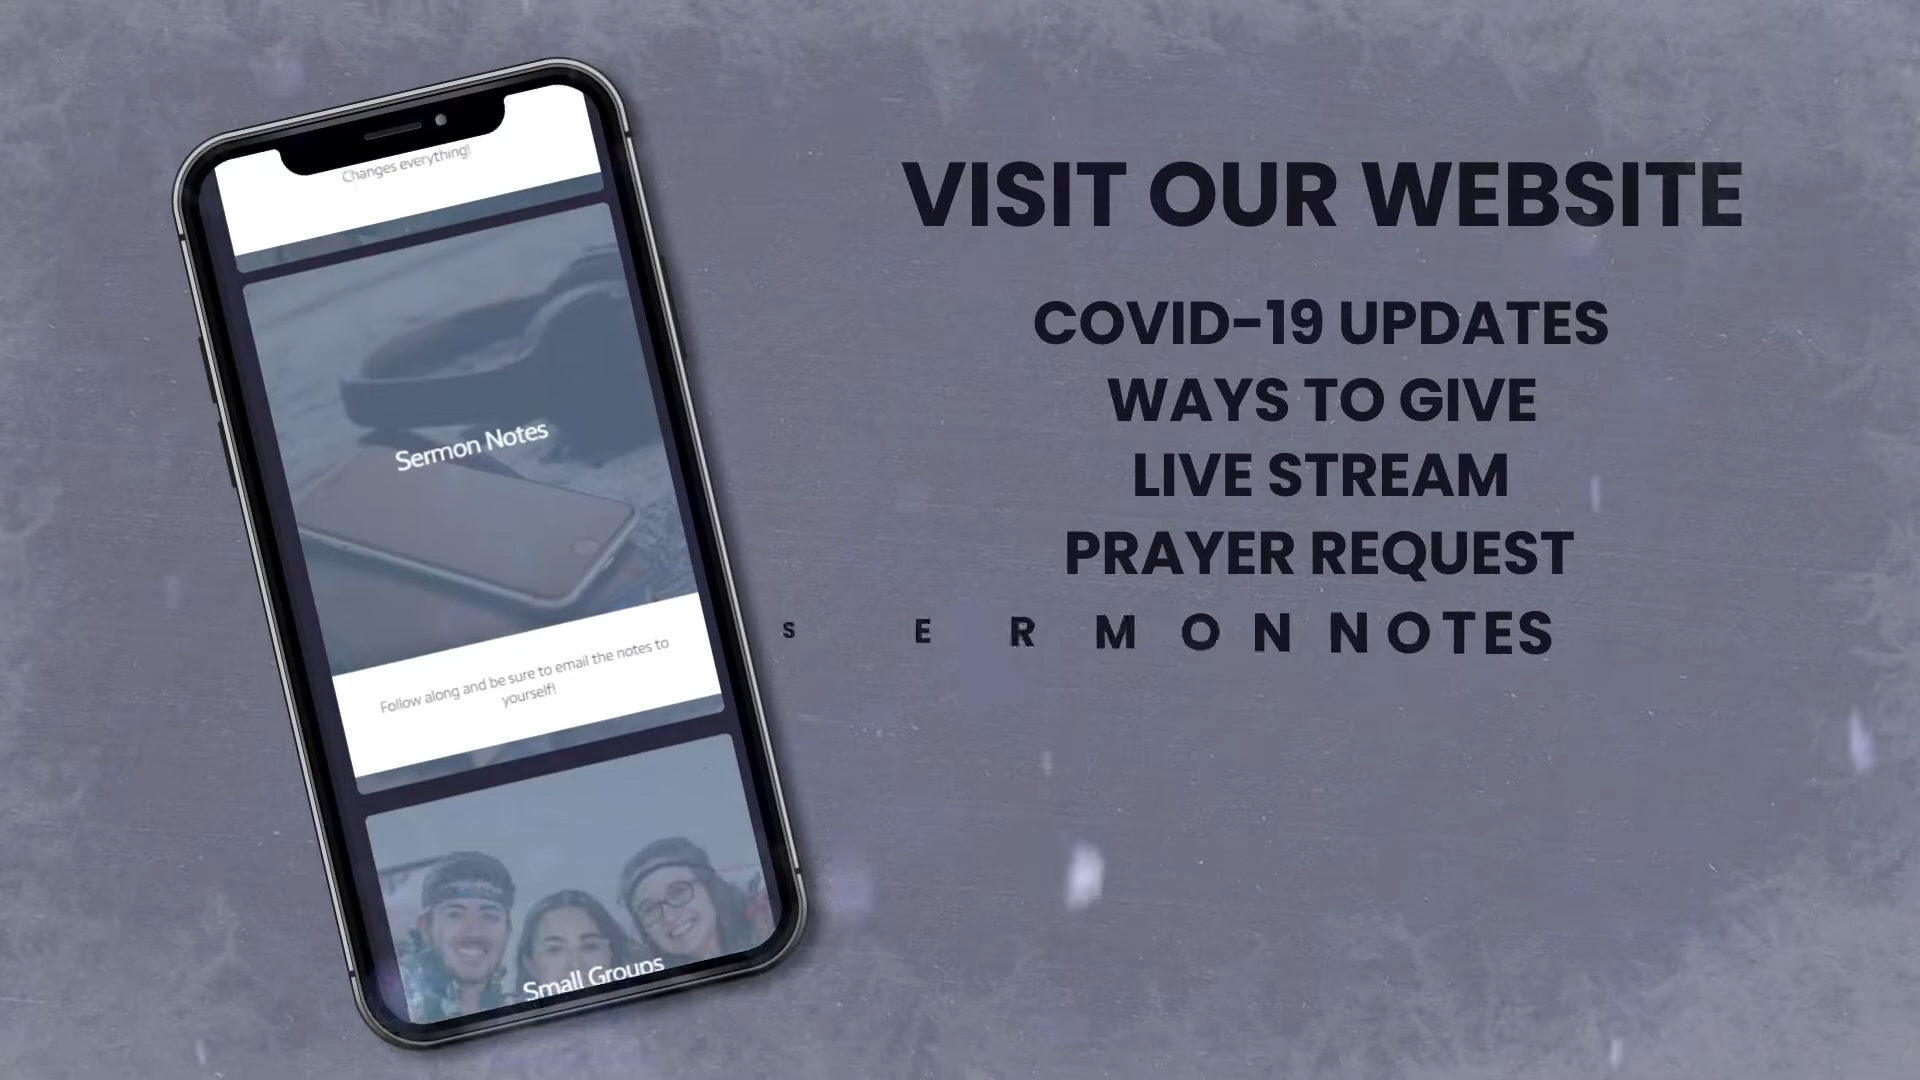 Changes everything!
Sermon Notes
Follow along and be sure to email the notes to
yourself!
Small Groups
VISIT OUR WEBSITE
COVID-19 UPDATES
WAYS TO GIVE
LIVE STREAM
PRAYER REQUEST
SERMON NOTES